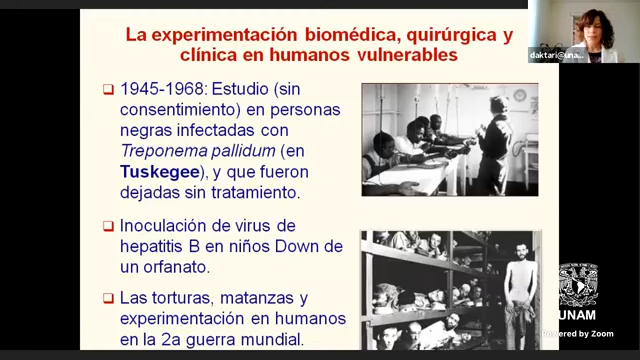 La experimentación biomédica, quirúrgica y
clínica en humanos vulnerables
1945-1968: Estudio (sin
consentimiento) en personas
negras infectadas con
Treponema pallidum (en
Tuskegee), y que fueron
dejadas sin tratamiento.
Inoculación de virus de
hepatitis B en niños Down de
un orfanato.
Las torturas, matanzas y
experimentación en humanos
en la 2a guerra mundial.
daktari@una...
UNAM
Powered by Zoom